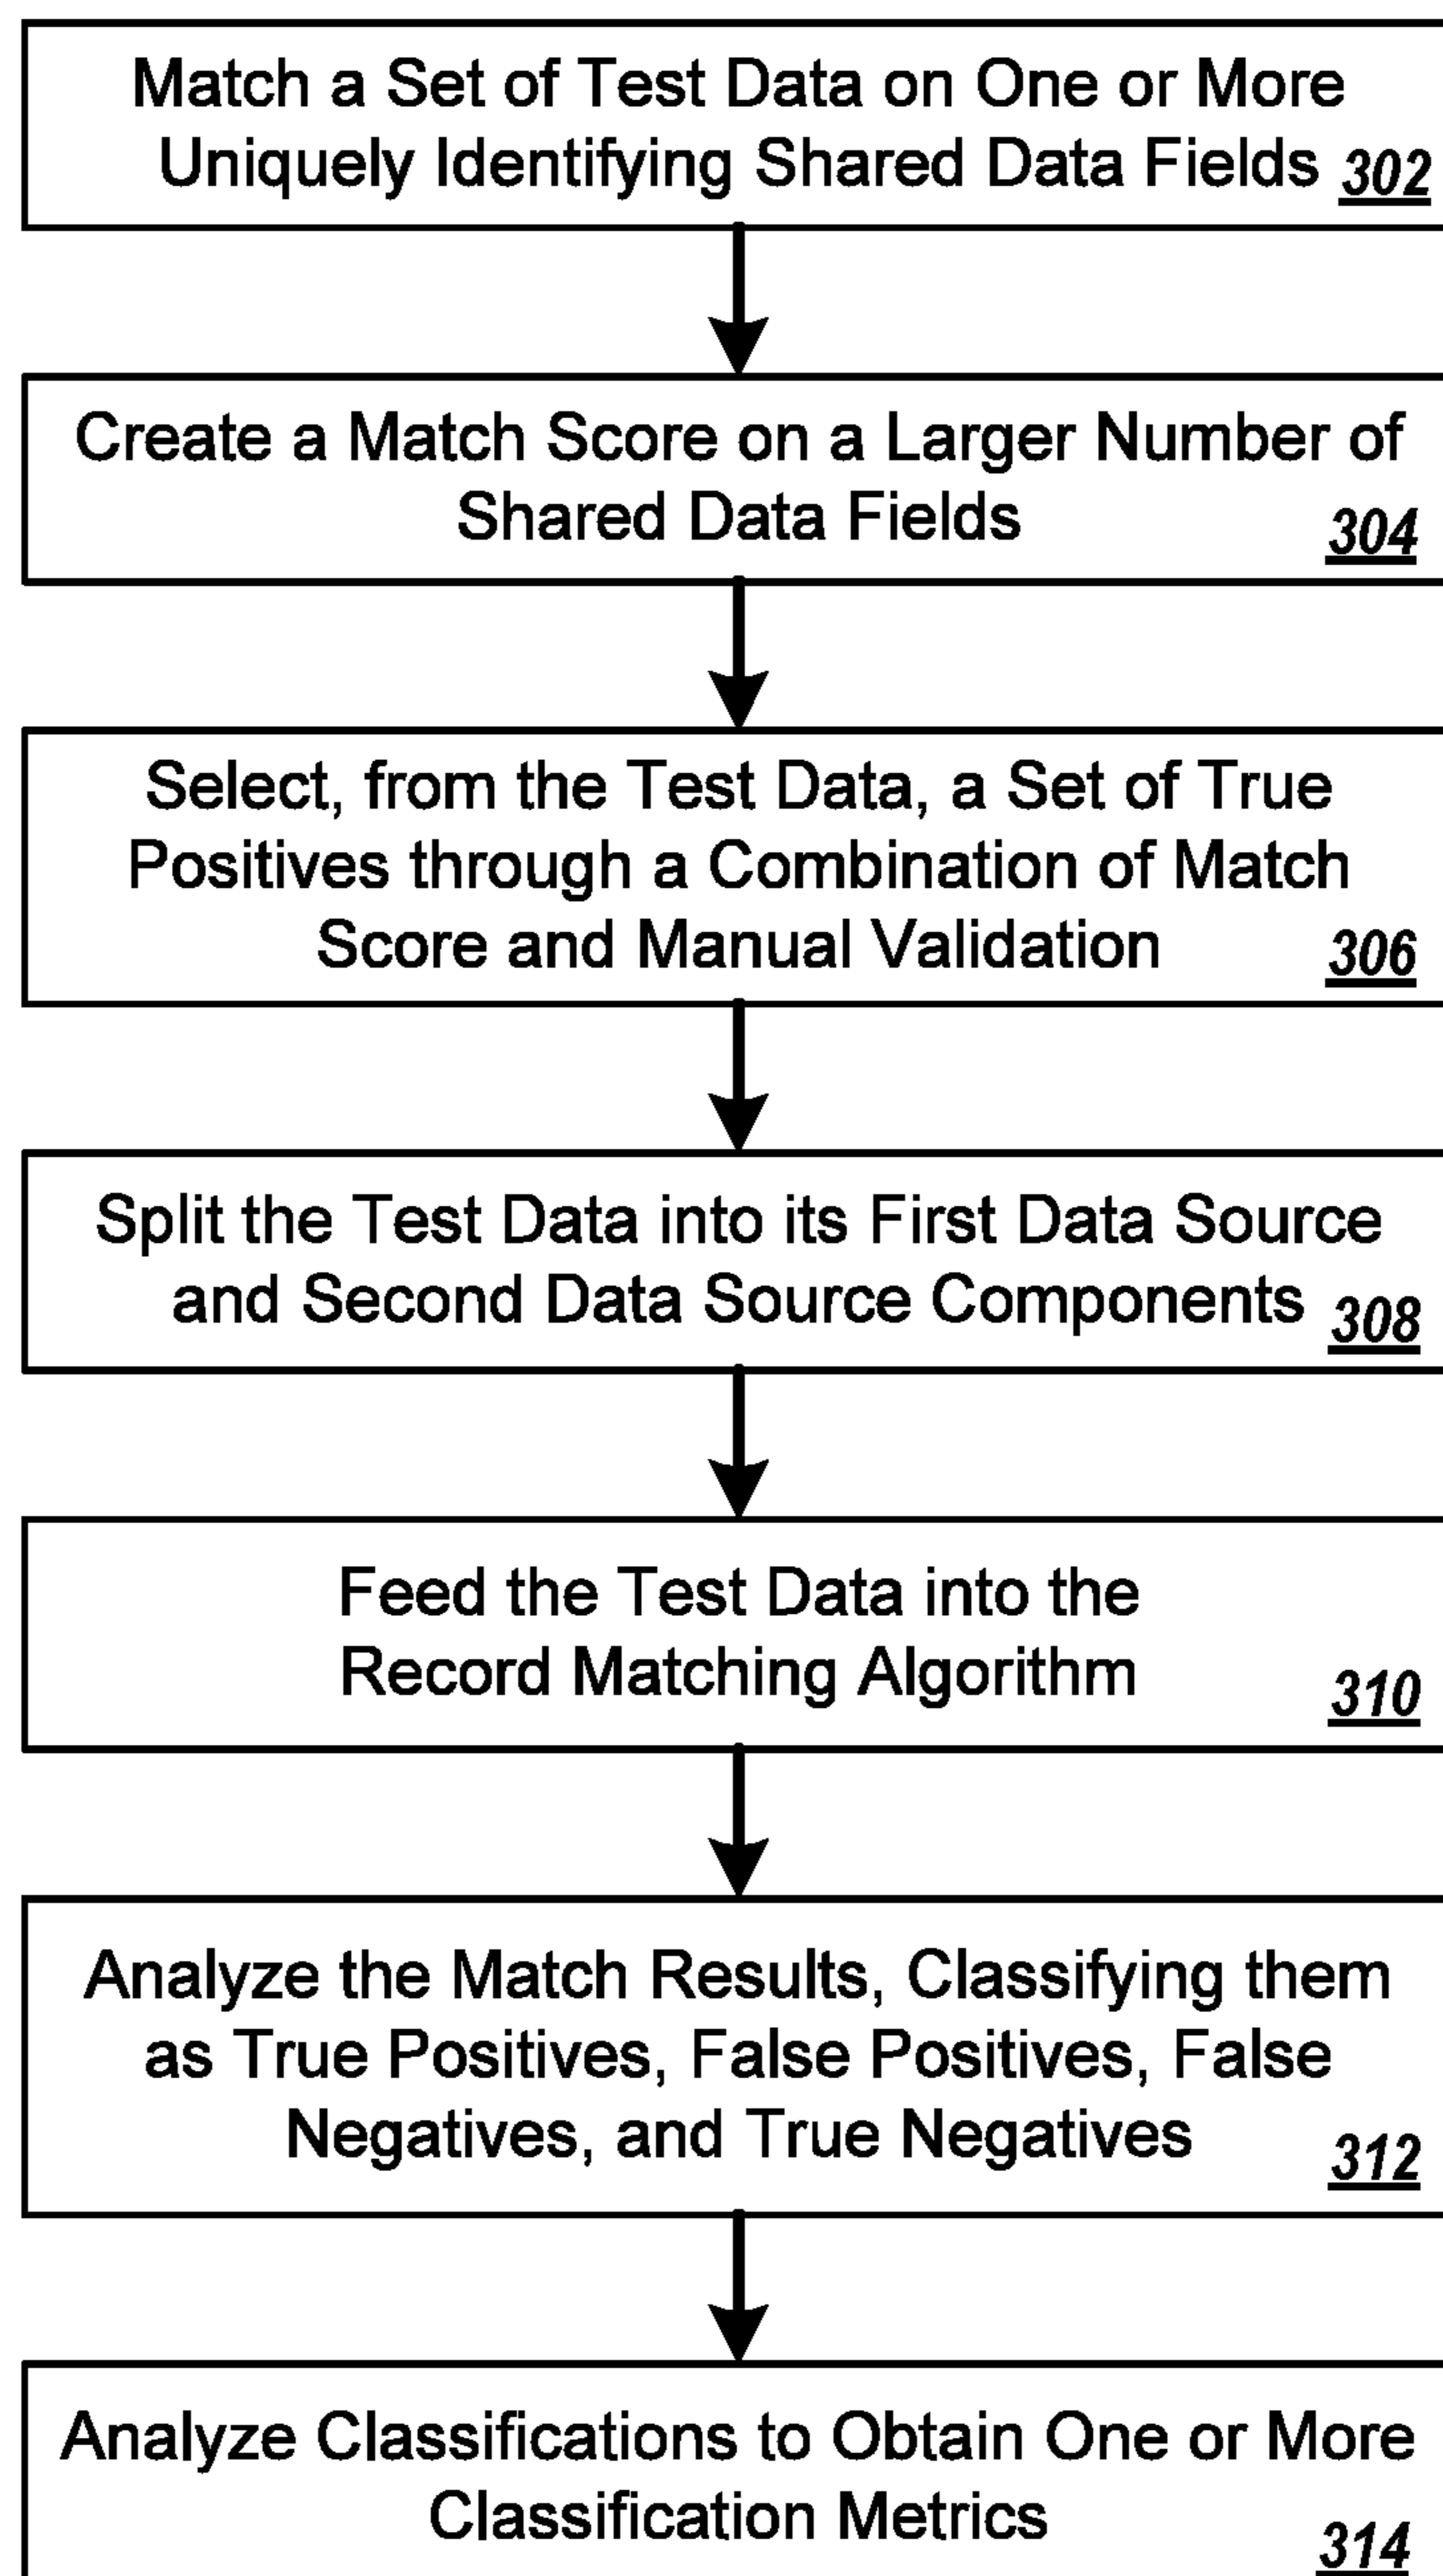 Match a Set of Test Data on One or More
Uniquely Identifying Shared Data Fields 302
Create a Match Score on a Larger Number of
Shared Data Fields 304
Select, from the Test Data, a Set of True
Positives through a Combination of Match
Score and Manual Validation 306
Split the Test Data into its First Data Source
and Second Data Source Components 308
Feed the Test Data into the
Record Matching Algorithm 310
Analyze the Match Results, Classifying them
as True Positives, False Positives, False
Negatives, and True Negatives 312
Analyze Classifications to Obtain One or More
Classification Metrics 314